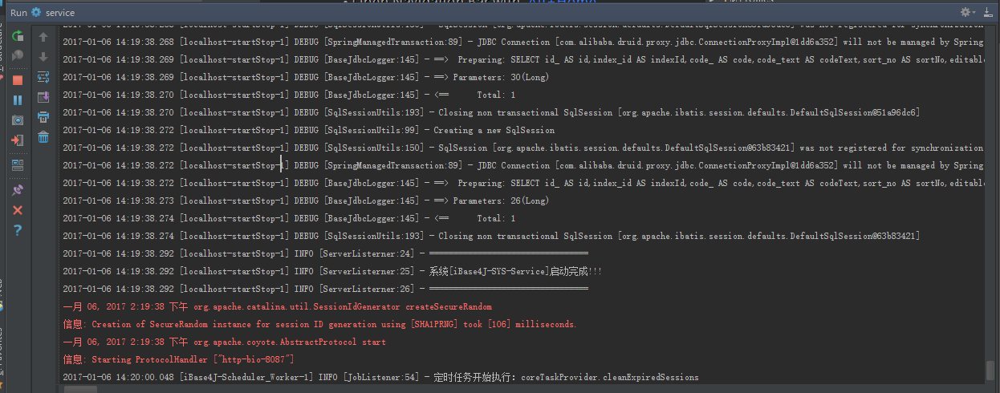 Open Navigation Bar with Alt+Home
Run service
2017-01-06 14:19:38.268 [localhost-startStop-1] DEBUG [SpringManagedTransaction:89] - JDBC Connection [com.alibaba.druid.proxy.jdbc.ConnectionProxyImpl@1dd6a352] will not be managed by Spring
2017-01-06 14:19:38.269 [localhost-startStop-1] DEBUG [BaseJdbcLogger:145] - ==>  Preparing: SELECT id_ AS id,index_id AS indexId,code_ AS code,code_text AS codeText,sort_no AS sortNo,editable
2017-01-06 14:19:38.269 [localhost-startStop-1] DEBUG [BaseJdbcLogger:145] - ==> Parameters: 30(Long)
2017-01-06 14:19:38.270 [localhost-startStop-1] DEBUG [BaseJdbcLogger:145] - <==      Total: 1
2017-01-06 14:19:38.270 [localhost-startStop-1] DEBUG [SqlSessionUtils:193] - Closing non transactional SqlSession [org.apache.ibatis.session.defaults.DefaultSqlSession@51a96dc6]
2017-01-06 14:19:38.272 [localhost-startStop-1] DEBUG [SqlSessionUtils:99] - Creating a new SqlSession
2017-01-06 14:19:38.272 [localhost-startStop-1] DEBUG [SqlSessionUtils:150] - SqlSession [org.apache.ibatis.session.defaults.DefaultSqlSession@63b83421] was not registered for synchronization
2017-01-06 14:19:38.272 [localhost-startStop-1] DEBUG [SpringManagedTransaction:89] - JDBC Connection [com.alibaba.druid.proxy.jdbc.ConnectionProxyImpl@1dd6a352] will not be managed by Spring
2017-01-06 14:19:38.272 [localhost-startStop-1] DEBUG [BaseJdbcLogger:145] - ==>  Preparing: SELECT id_ AS id,index_id AS indexId,code_ AS code,code_text AS codeText,sort_no AS sortNo,editable
2017-01-06 14:19:38.273 [localhost-startStop-1] DEBUG [BaseJdbcLogger:145] - ==> Parameters: 26(Long)
2017-01-06 14:19:38.274 [localhost-startStop-1] DEBUG [BaseJdbcLogger:145] - <==      Total: 1
2017-01-06 14:19:38.274 [localhost-startStop-1] DEBUG [SqlSessionUtils:193] - Closing non transactional SqlSession [org.apache.ibatis.session.defaults.DefaultSqlSession@63b83421]
2017-01-06 14:19:38.292 [localhost-startStop-1] INFO [ServerListerner:24] - =================================
2017-01-06 14:19:38.292 [localhost-startStop-1] INFO [ServerListerner:25] - 系统[iBase4J-SYS-Service]启动完成!!!
2017-01-06 14:19:38.292 [localhost-startStop-1] INFO [ServerListerner:26] - =================================
一月 06, 2017 2:19:38 下午 org.apache.catalina.util.SessionIdGenerator createSecureRandom
信息: Creation of SecureRandom instance for session ID generation using [SHA1PRNG] took [106] milliseconds.
一月 06, 2017 2:19:38 下午 org.apache.coyote.AbstractProtocol start
信息: Starting ProtocolHandler ["http-bio-8087"]
2017-01-06 14:20:00.048 [iBase4J-Scheduler_Worker-1] INFO [JobListener:54] - 定时任务开始执行: coreTaskProvider.cleanExpiredSessions